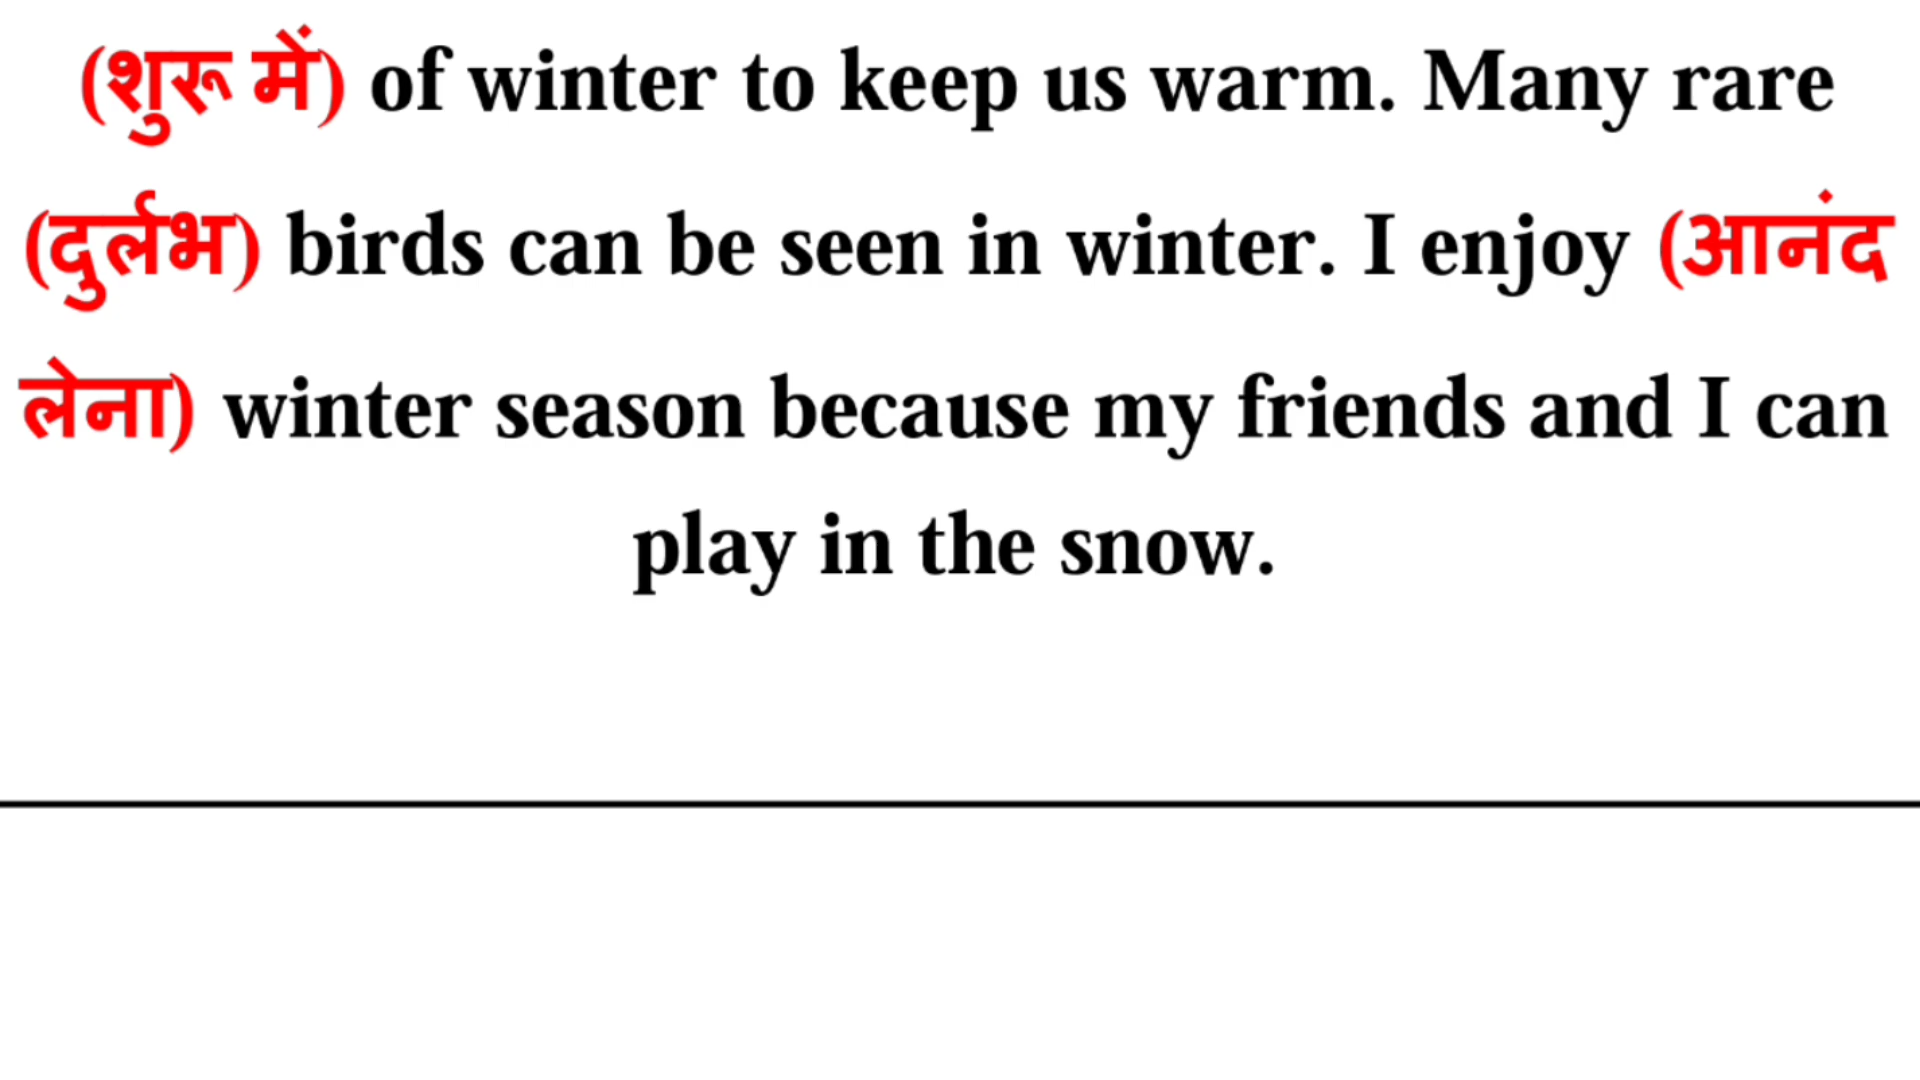 (शुरू में) of winter to keep us warm. Many rare
(दुर्लभ) birds can be seen in winter. I enjoy (आनंद
लेना) winter season because my friends and I can
play in the snow.